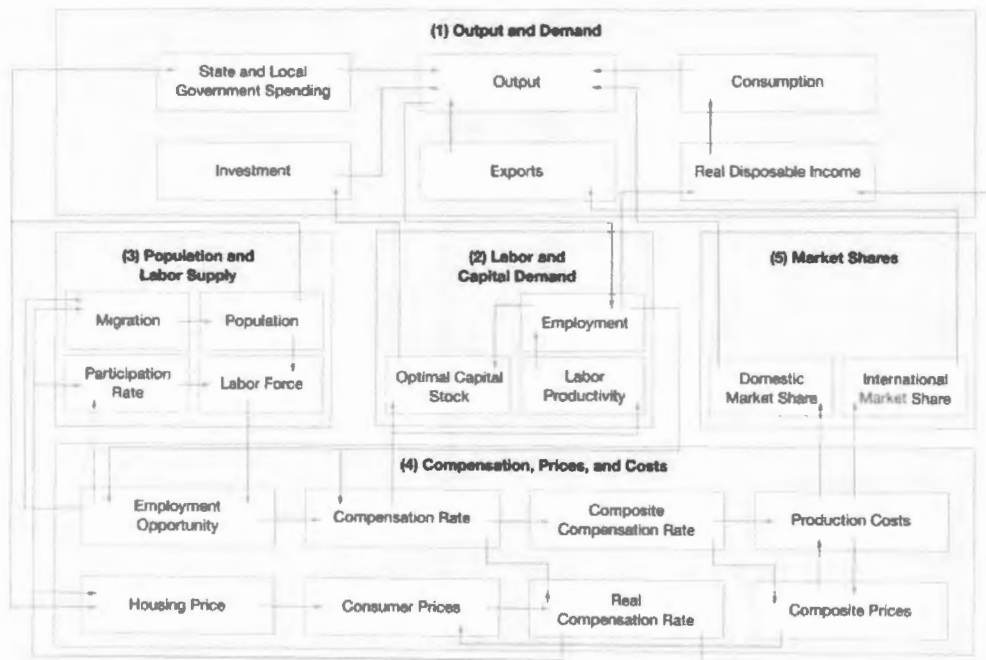 (1) Output and Demand
State and Local
Government Spending
Output
Consumption
Investment
Exports
Real Disposable Income
(3) Population and
Labor Supply
(2) Labor and
Capital Demand
(5) Market Shares
Migration
Population
Employment
Participation
Rate
Labor Force
Optimal Capital
Stock
Labor
Productivity
Domestic
Market Share
International
Market Share
(4) Compensation, Prices, and Costs
Employment
Opportunity
Compensation Rate
Composite
Compensation Rate
Production Costs
Housing Price
Consumer Prices
Real
Compensation Rate
Composite Prices